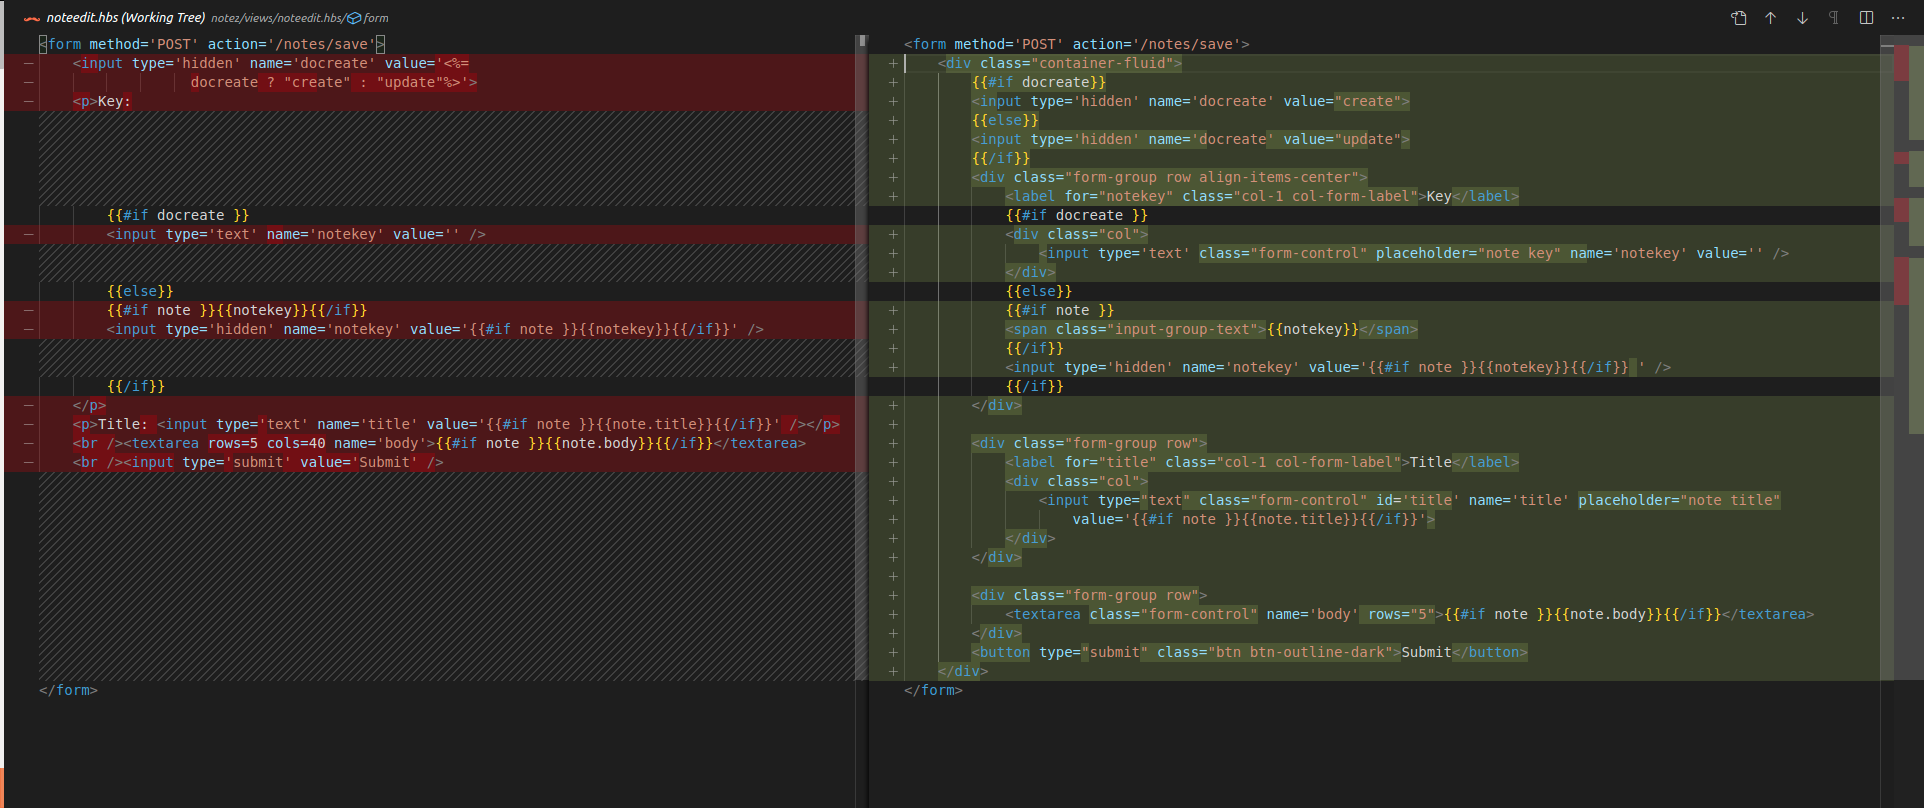 noteedit.hbs (Working Tree) notez/views/noteedit.hbs/form
<form method='POST' action='/notes/save'>
<input type='hidden' name='docreate' value='<%=
docreate ? "create" : "update"%>'>
<p>Key:
{{#if docreate }}
<input type='text' name='notekey' value='' />
{{else}}
{{#if note }}{{notekey}}{{/if}}
<input type='hidden' name='notekey' value='{{#if note }}{{notekey}}{{/if}}' />
{{/if}}
</p>
<p>Title: <input type='text' name='title' value='{{#if note }}{{note.title}}{{/if}}' /></p>
<br /><textarea rows=5 cols=40 name='body'>{{#if note }}{{note.body}}{{/if}}</textarea>
<br /><input type='submit' value='Submit' />
</form>
<form method='POST' action='/notes/save'>
<div class="container-fluid">
{{#if docreate}}
<input type='hidden' name='docreate' value="create">
{{else}}
<input type='hidden' name='docreate' value="update">
{{/if}}
<div class="form-group row align-items-center">
<label for="notekey" class="col-1 col-form-label">Key</label>
{{#if docreate }}
<div class="col">
<input type='text' class="form-control" placeholder="note key" name='notekey' value='' />
</div>
{{else}}
{{#if note }}
<span class="input-group-text">{{notekey}}</span>
{{/if}}
<input type='hidden' name='notekey' value='{{#if note }}{{notekey}}{{/if}} ' />
{{/if}}
</div>
<div class="form-group row">
<label for="title" class="col-1 col-form-label">Title</label>
<div class="col">
<input type="text" class="form-control" id='title' name='title' placeholder="note title"
value='{{#if note }}{{note.title}}{{/if}}'>
</div>
</div>
<div class="form-group row">
<textarea class="form-control" name='body' rows="5">{{#if note }}{{note.body}}{{/if}}</textarea>
</div>
<button type="submit" class="btn btn-outline-dark">Submit</button>
</div>
</form>